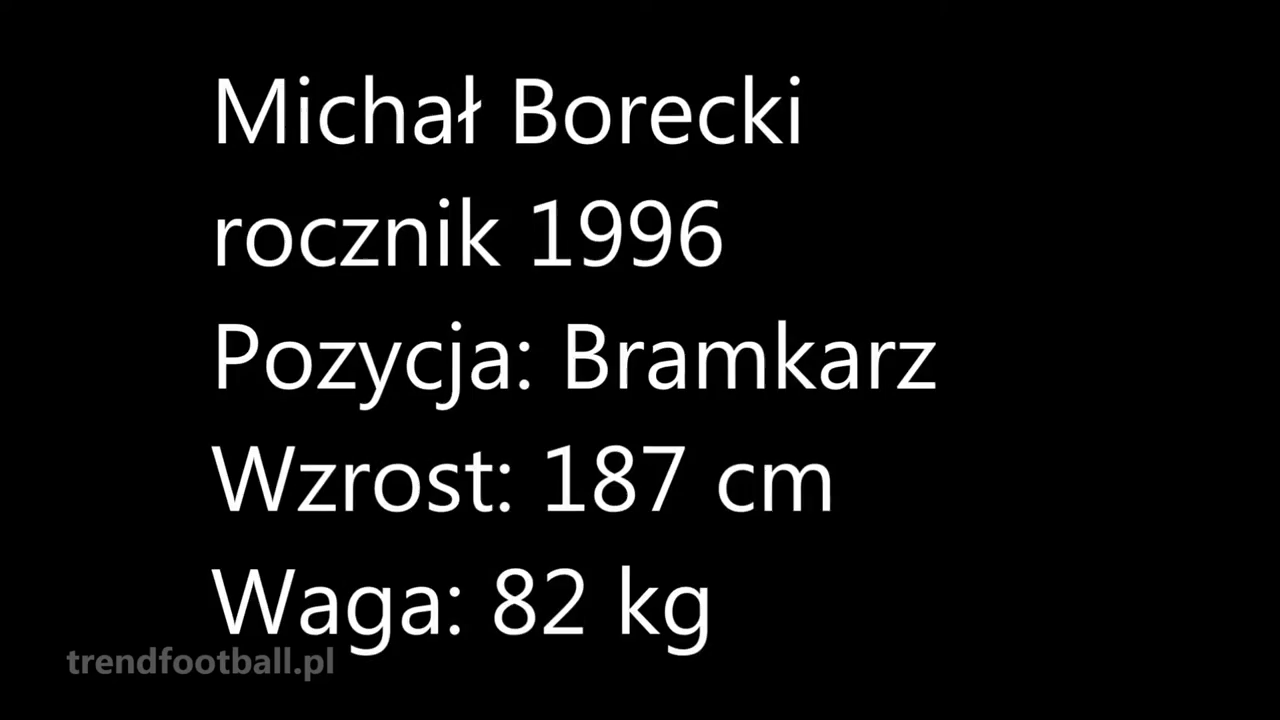 Michał Borecki
rocznik 1996
Pozycja: Bramkarz
Wzrost: 187 cm
Waga: 82 kg
trendfootball.pl